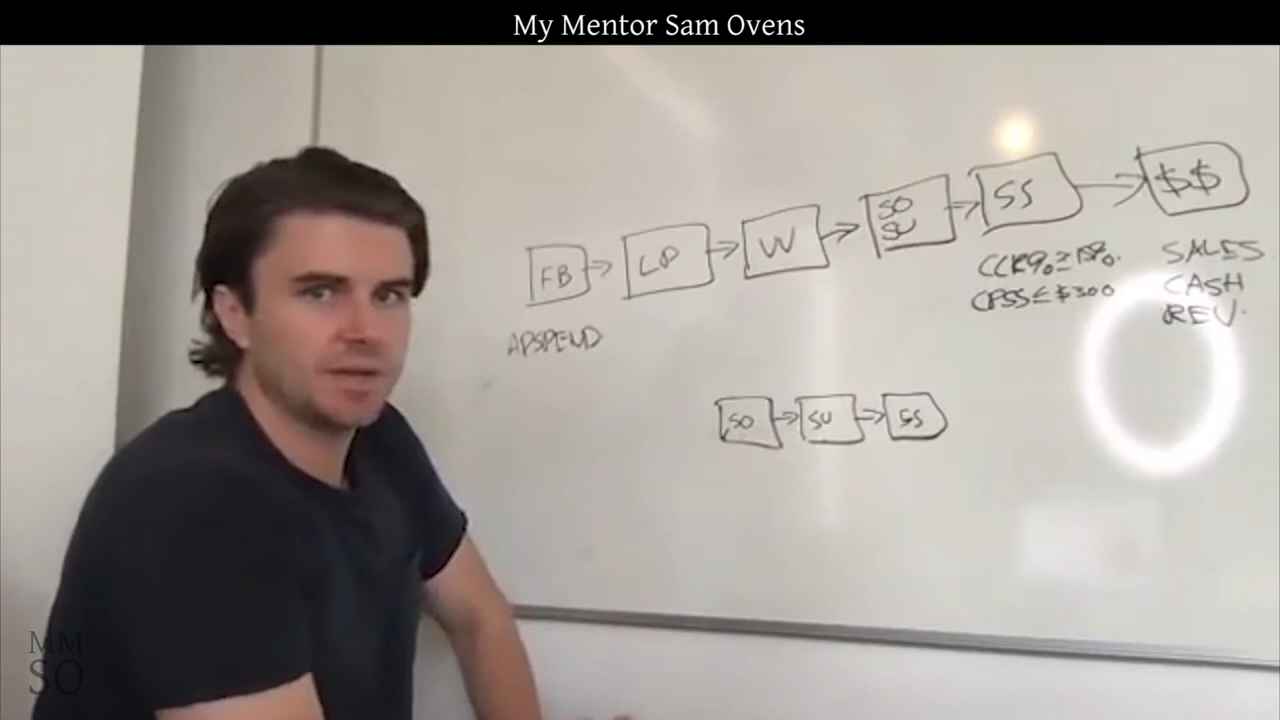 My Mentor Sam Ovens
FB
LP
W
SO
SU
SS
$$
ADSPEND
CCR% ≥ 15%.
CPSS ≤ $300
SALES
CASH
REV.
SO
SU
SS
MM
SO